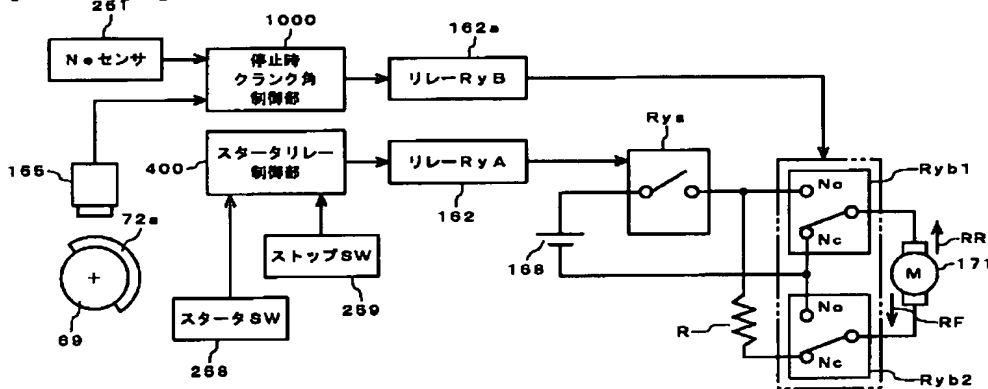 251
Neセンサ
1000
停止時
クランク角
制御部
162a
リレーRyB
165
72a
69
400
スタータリレー
制御部
リレーRyA
162
ストップSW
259
スタータSW
258
Rya
168
R
No
Nc
Ryb1
RR
M
171
RF
No
Nc
Ryb2